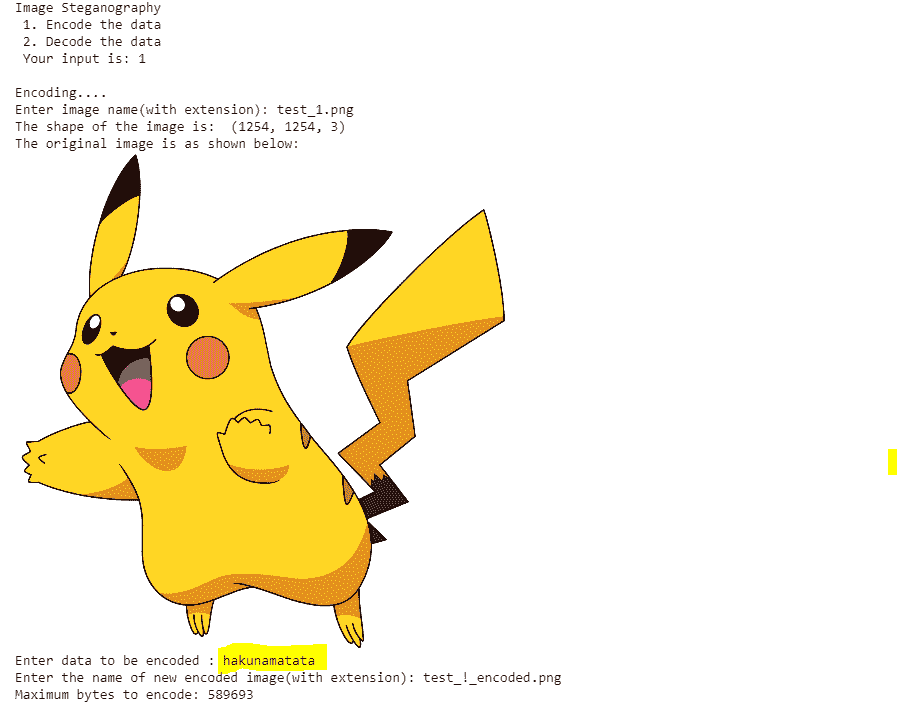 Image Steganography
1. Encode the data
2. Decode the data
Your input is: 1
Encoding....
Enter image name(with extension): test_1.png
The shape of the image is:  (1254, 1254, 3)
The original image is as shown below:
Enter data to be encoded : hakunamatata
Enter the name of new encoded image(with extension): test_!_encoded.png
Maximum bytes to encode: 589693